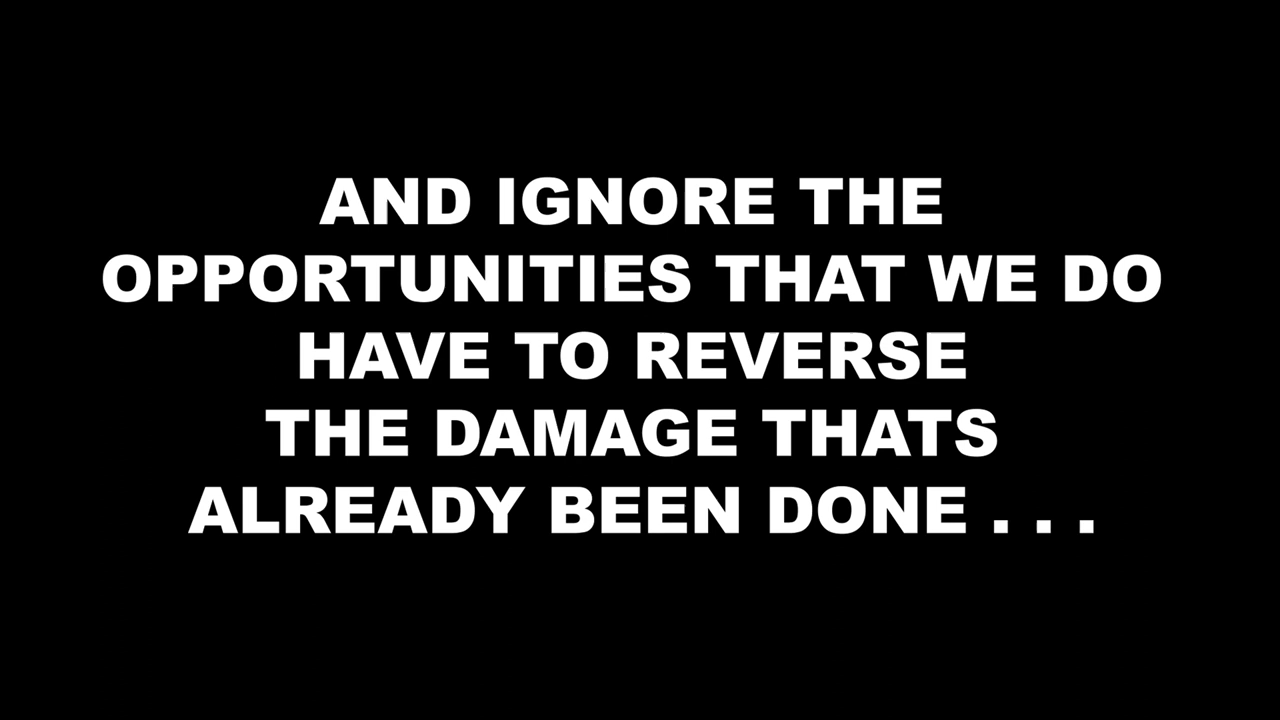 AND IGNORE THE
OPPORTUNITIES THAT WE DO
HAVE TO REVERSE
THE DAMAGE THATS
ALREADY BEEN DONE . . .